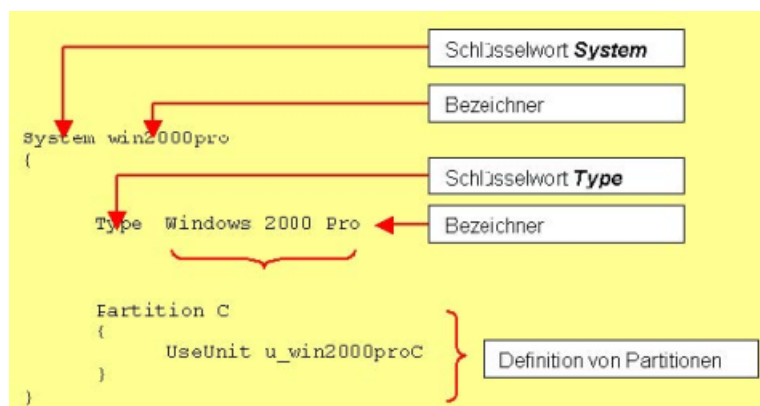 Schlüsselwort System
Bezeichner
System win2000pro
{
Schlüsselwort Type
Type Windows 2000 Pro
Bezeichner
Partition C
{
UseUnit u_win2000proC
Definition von Partitionen
}
}